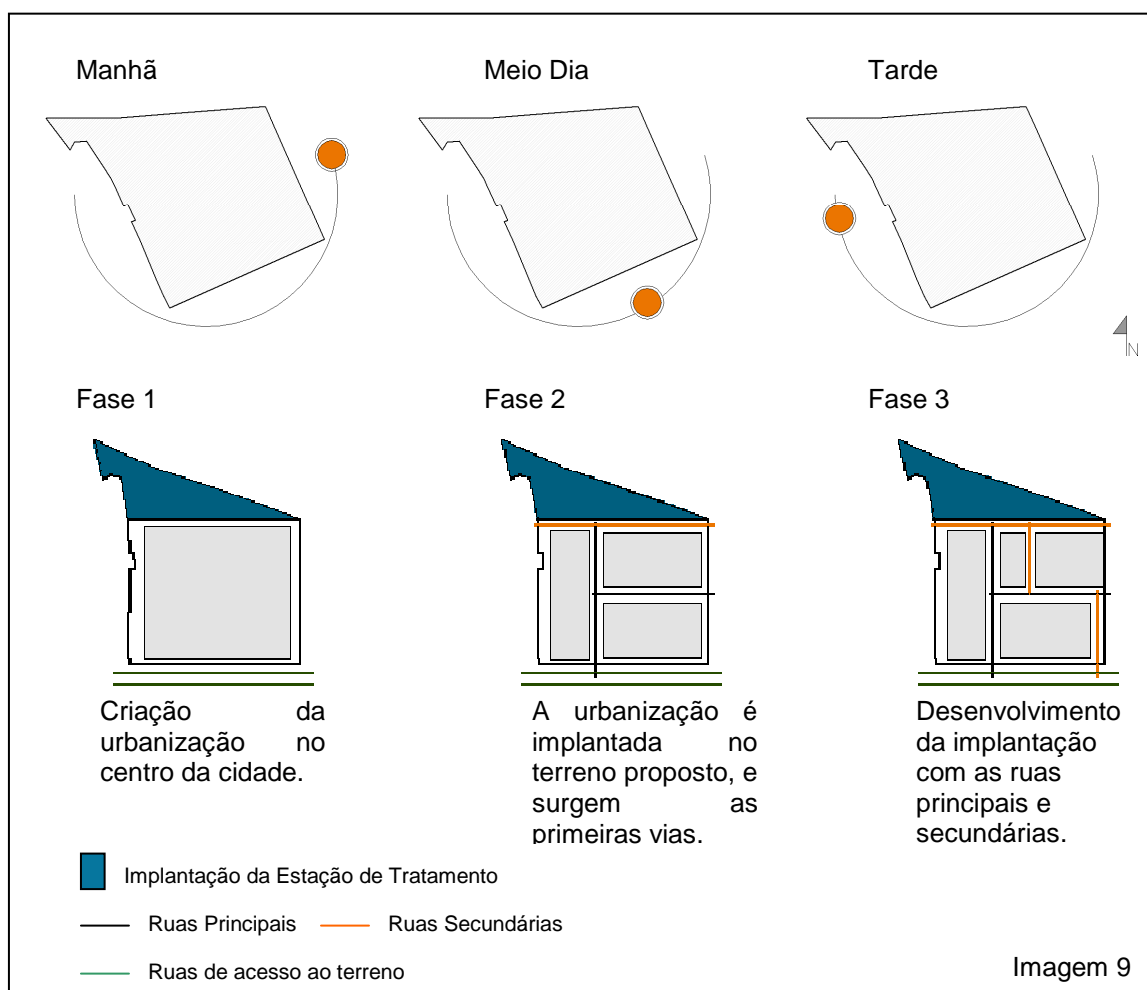 Manhã
Meio Dia
Tarde
N
Fase 1
Fase 2
Fase 3
Criação da
urbanização no
centro da cidade.
A urbanização é
implantada no
terreno proposto, e
surgem as
primeiras vias.
Desenvolvimento
da implantação
com as ruas
principais e
secundárias.
Implantação da Estação de Tratamento
Ruas Principais
Ruas Secundárias
Ruas de acesso ao terreno
Imagem 9